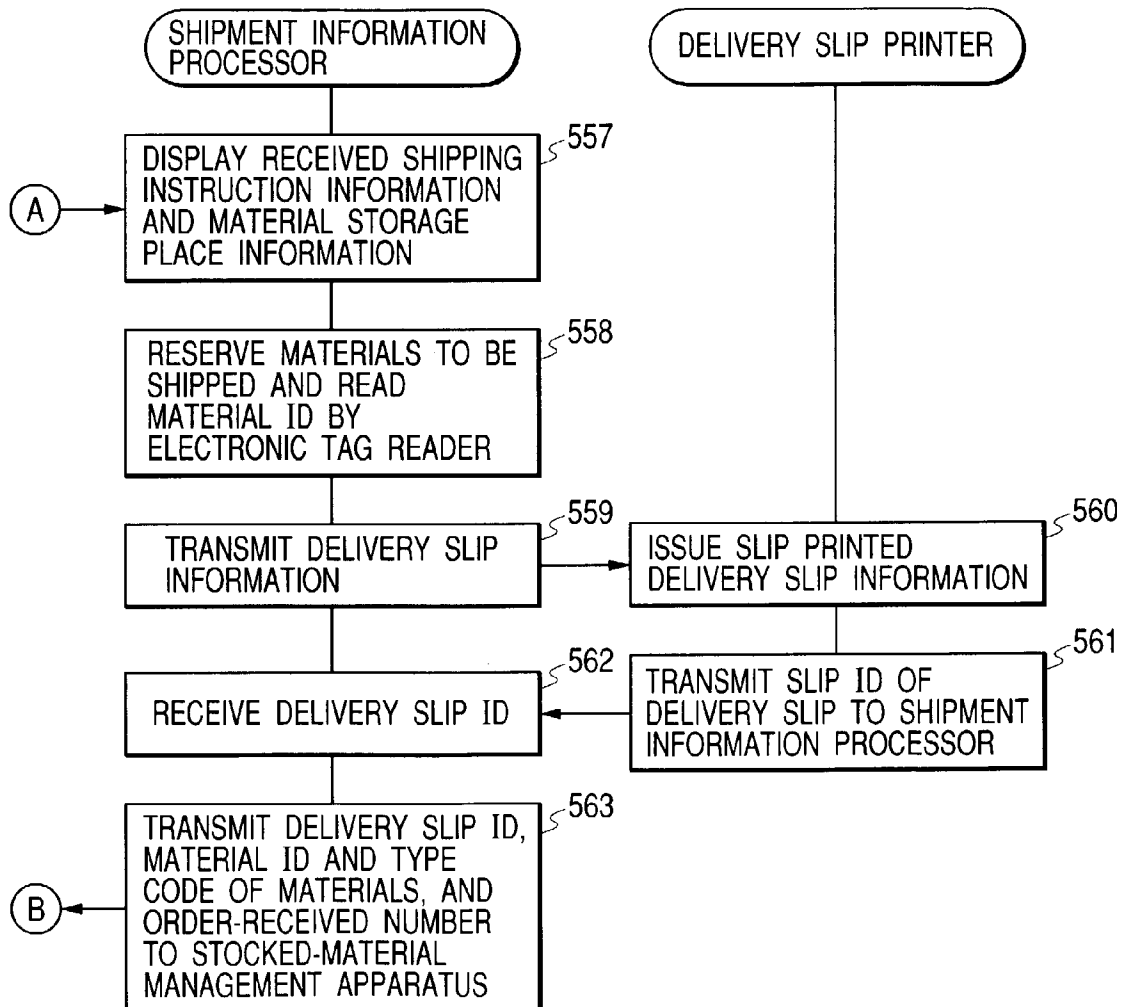 SHIPMENT INFORMATION
PROCESSOR
DELIVERY SLIP PRINTER
557
DISPLAY RECEIVED SHIPPING
INSTRUCTION INFORMATION
AND MATERIAL STORAGE
PLACE INFORMATION
A
558
RESERVE MATERIALS TO BE
SHIPPED AND READ
MATERIAL ID BY
ELECTRONIC TAG READER
559
TRANSMIT DELIVERY SLIP
INFORMATION
560
ISSUE SLIP PRINTED
DELIVERY SLIP INFORMATION
561
TRANSMIT SLIP ID OF
DELIVERY SLIP TO SHIPMENT
INFORMATION PROCESSOR
562
RECEIVE DELIVERY SLIP ID
563
TRANSMIT DELIVERY SLIP ID,
MATERIAL ID AND TYPE
CODE OF MATERIALS, AND
ORDER-RECEIVED NUMBER
TO STOCKED-MATERIAL
MANAGEMENT APPARATUS
B